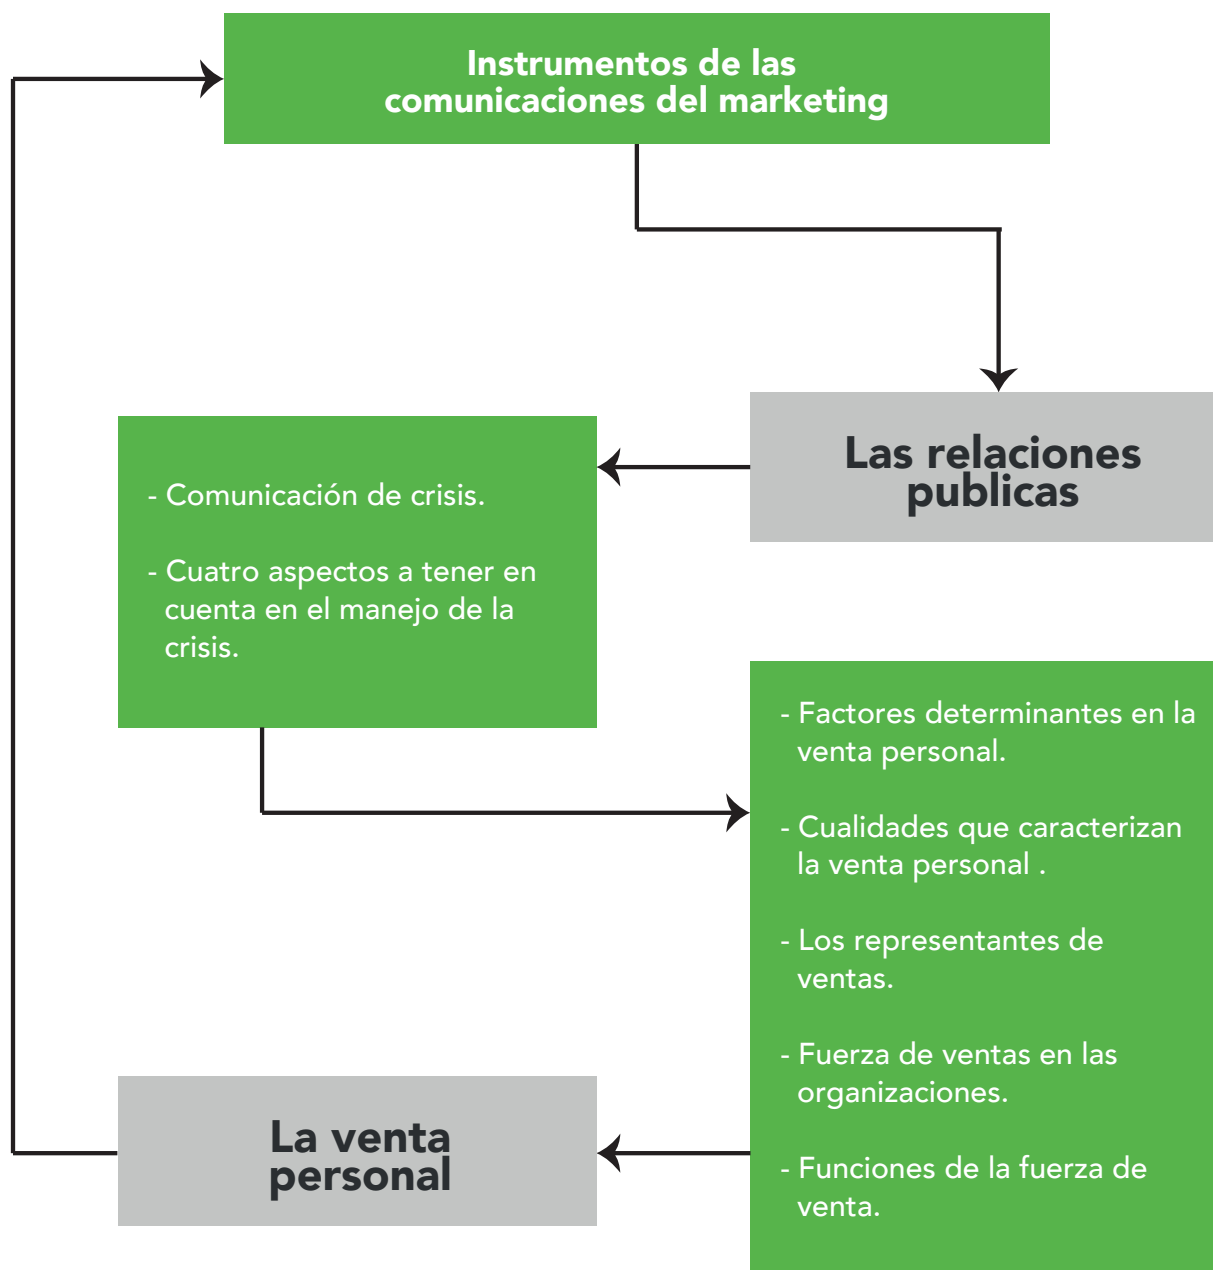 Instrumentos de las
comunicaciones del marketing
Las relaciones
publicas
- Comunicación de crisis.
- Cuatro aspectos a tener en
cuenta en el manejo de la
crisis.
- Factores determinantes en la
venta personal.
- Cualidades que caracterizan
la venta personal .
- Los representantes de
ventas.
- Fuerza de ventas en las
organizaciones.
- Funciones de la fuerza de
venta.
La venta
personal